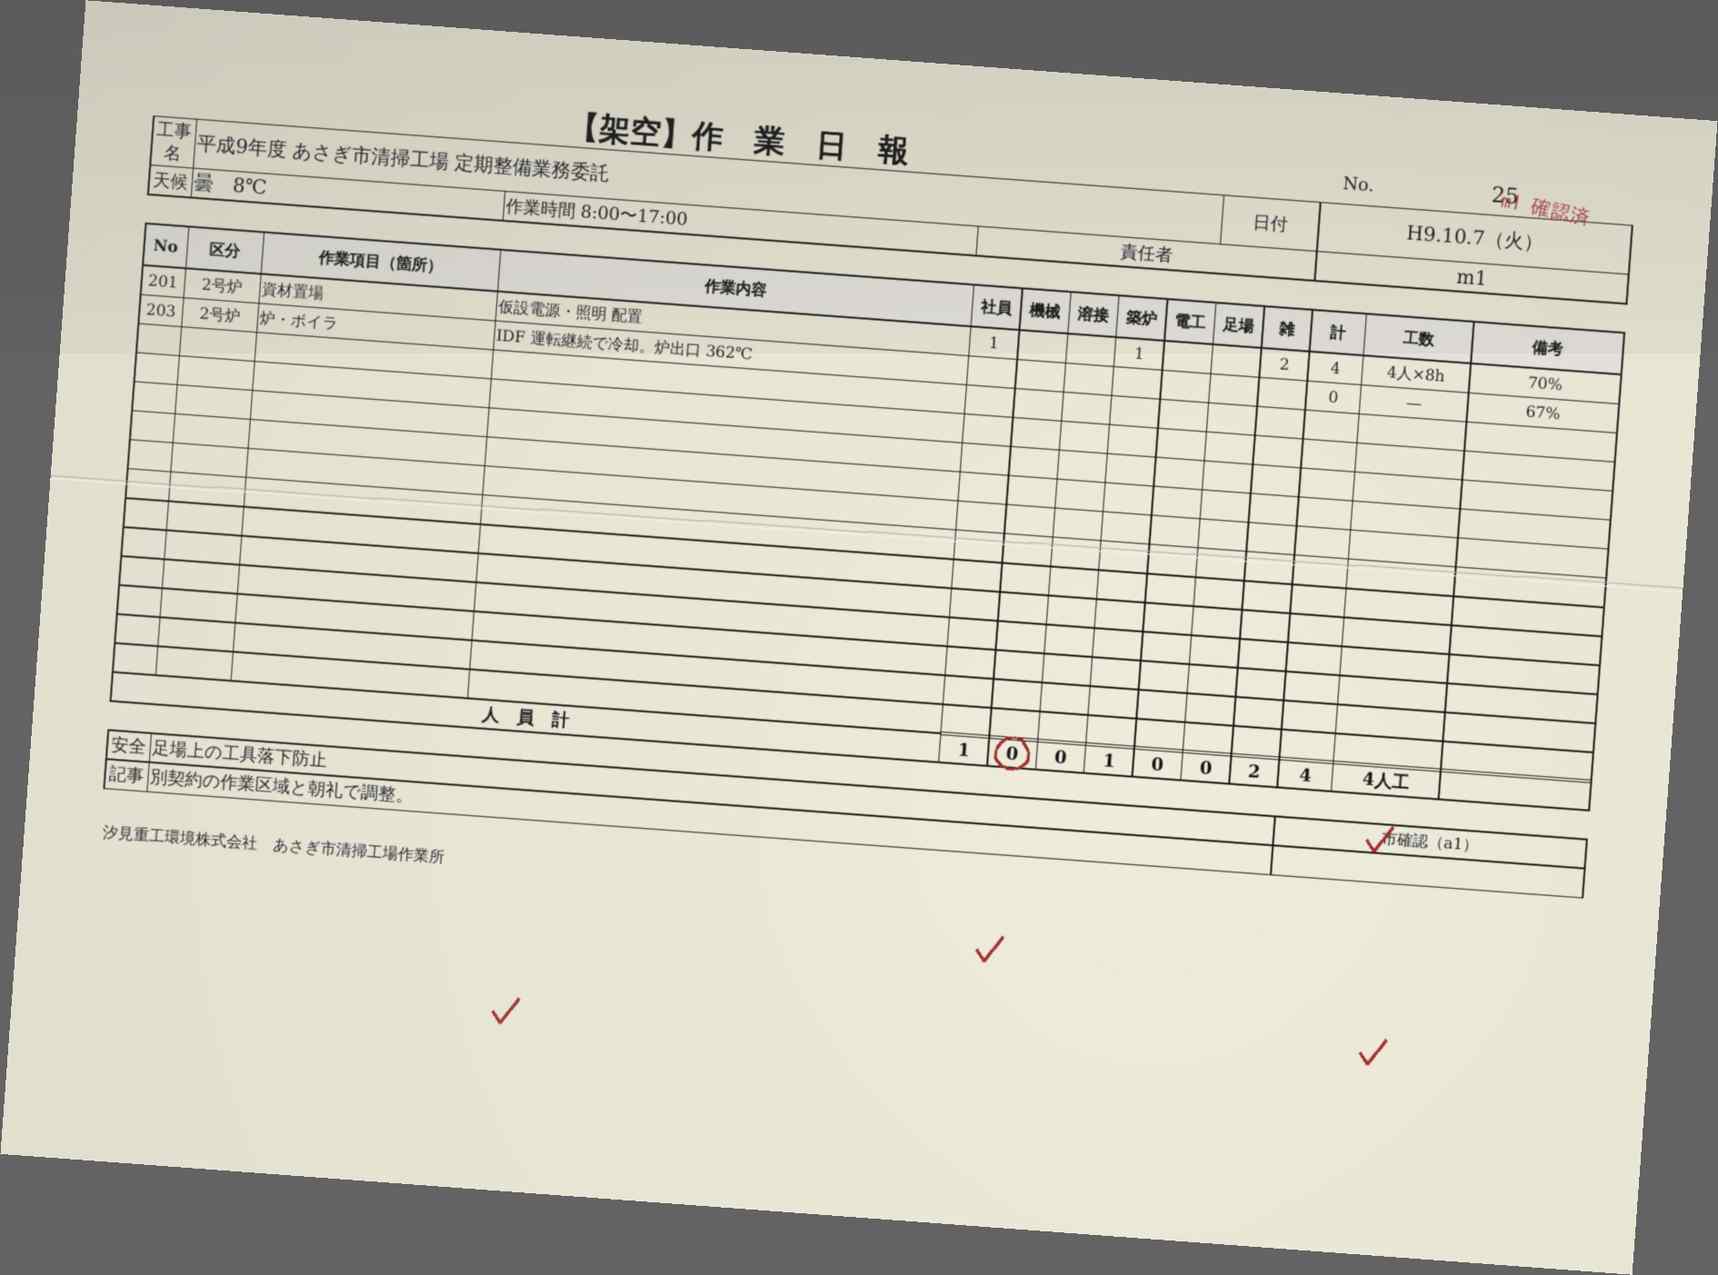 【架空】作 業 日 報
No. 25
確認済
工事名 平成9年度 あさぎ市清掃工場 定期整備業務委託 日付 H9.10.7（火）
天候 曇 8℃ 作業時間 8:00〜17:00 責任者 m1
No 区分 作業項目（箇所） 作業内容 社員 機械 溶接 築炉 電工 足場 雑 計 工数 備考
201 2号炉 資材置場 仮設電源・照明 配置 1 1 2 4 4人×8h 70%
203 2号炉 炉・ボイラ IDF 運転継続で冷却。炉出口 362℃ 0 — 67%
人 員 計 1 0 0 1 0 0 2 4 4人工
安全 足場上の工具落下防止 市確認（a1）
記事 別契約の作業区域と朝礼で調整。
汐見重工環境株式会社 あさぎ市清掃工場作業所